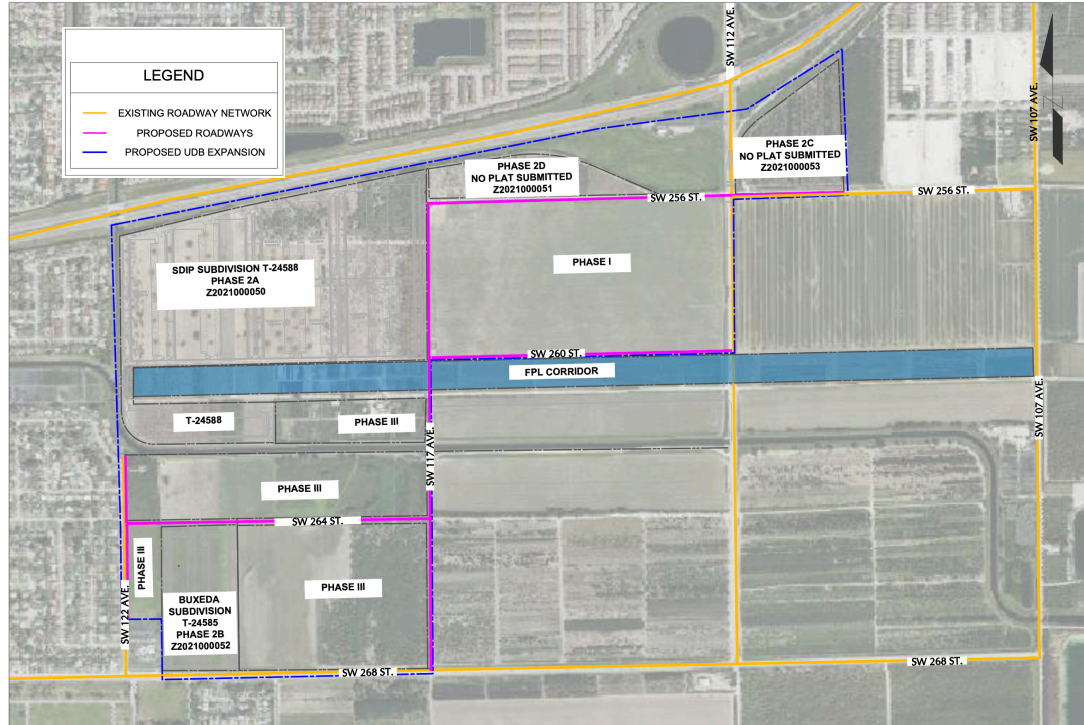 LEGEND
EXISTING ROADWAY NETWORK
PROPOSED ROADWAYS
PROPOSED UDB EXPANSION
SW 112 AVE.
SW 107 AVE.
PHASE 2C
NO PLAT SUBMITTED
Z2021000053
PHASE 2D
NO PLAT SUBMITTED
Z2021000051
SW 256 ST.
SW 256 ST.
SDIP SUBDIVISION T-24588
PHASE 2A
Z2021000050
PHASE I
SW 260 ST.
FPL CORRIDOR
T-24588
PHASE III
SW 117 AVE.
SW 107 AVE.
PHASE III
SW 264 ST.
PHASE III
SW 122 AVE.
BUXEDA
SUBDIVISION
T-24585
PHASE 2B
Z2021000052
PHASE III
SW 268 ST.
SW 268 ST.